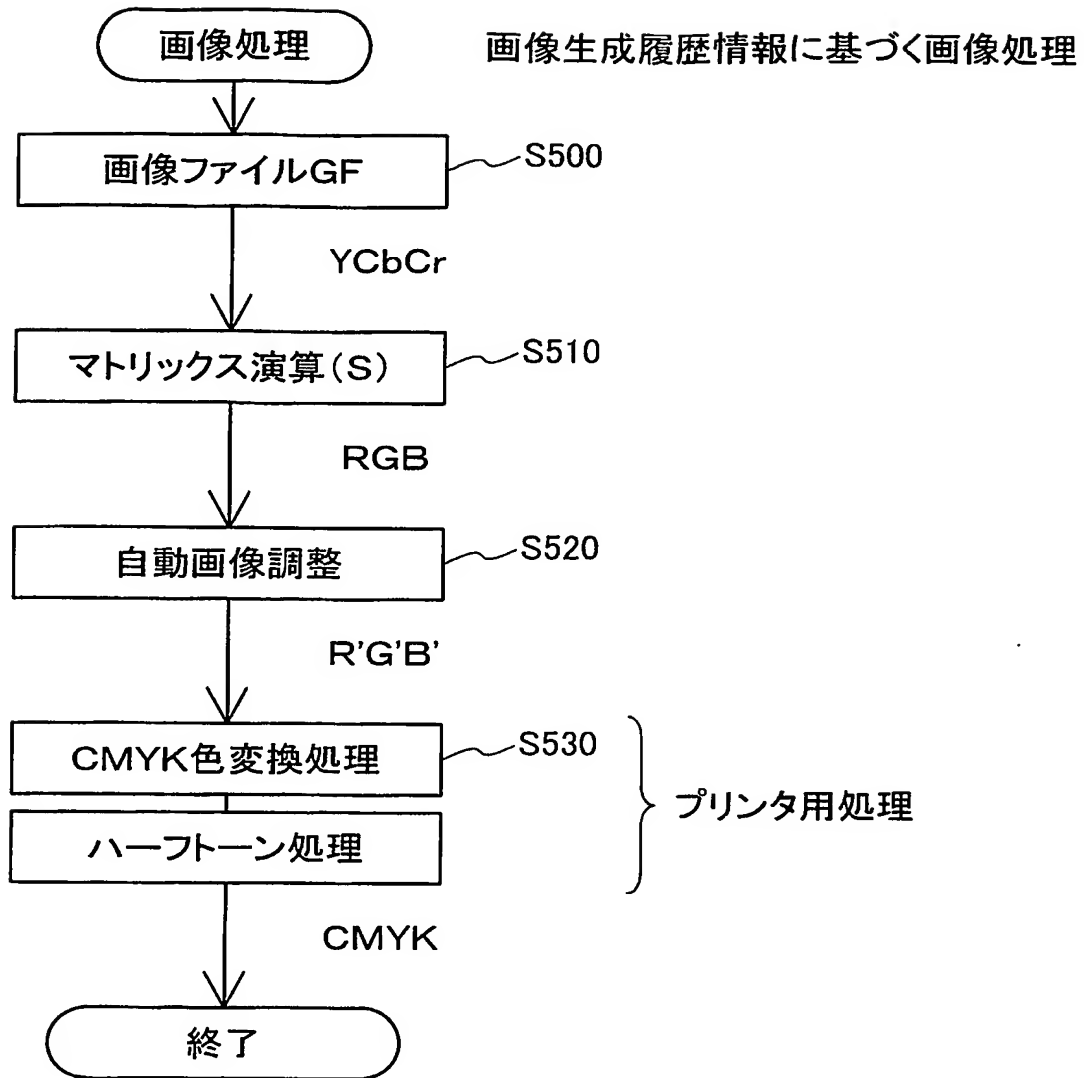 画像処理
画像生成履歴情報に基づく画像処理
画像ファイルGF
S500
YCbCr
マトリックス演算(S)
S510
RGB
自動画像調整
S520
R'G'B'
CMYK色変換処理
S530
ハーフトーン処理
プリンタ用処理
CMYK
終了